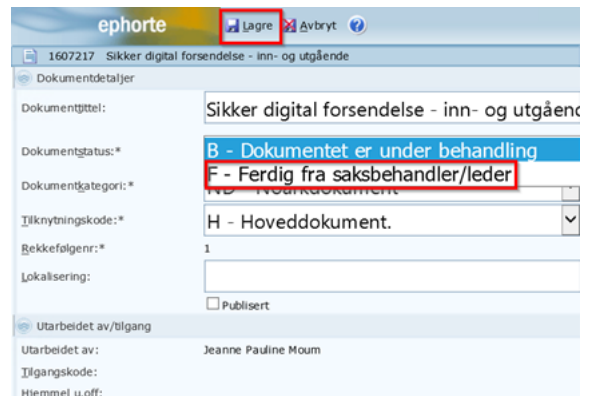 ephorte Lagre Avbryt
1607217 Sikker digital forsendelse - inn- og utgående
Dokumentdetaljer
Dokumenttittel: Sikker digital forsendelse - inn- og utgåend
Dokumentstatus:* B - Dokumentet er under behandling
F - Ferdig fra saksbehandler/leder
Dokumentkategori:*
Tilknytningskode:* H - Hoveddokument.
Rekkefølgenr:* 1
Lokalisering:
Publisert
Utarbeidet av/tilgang
Utarbeidet av: Jeanne Pauline Moum
Tilgangskode:
Hjemmel u.off: